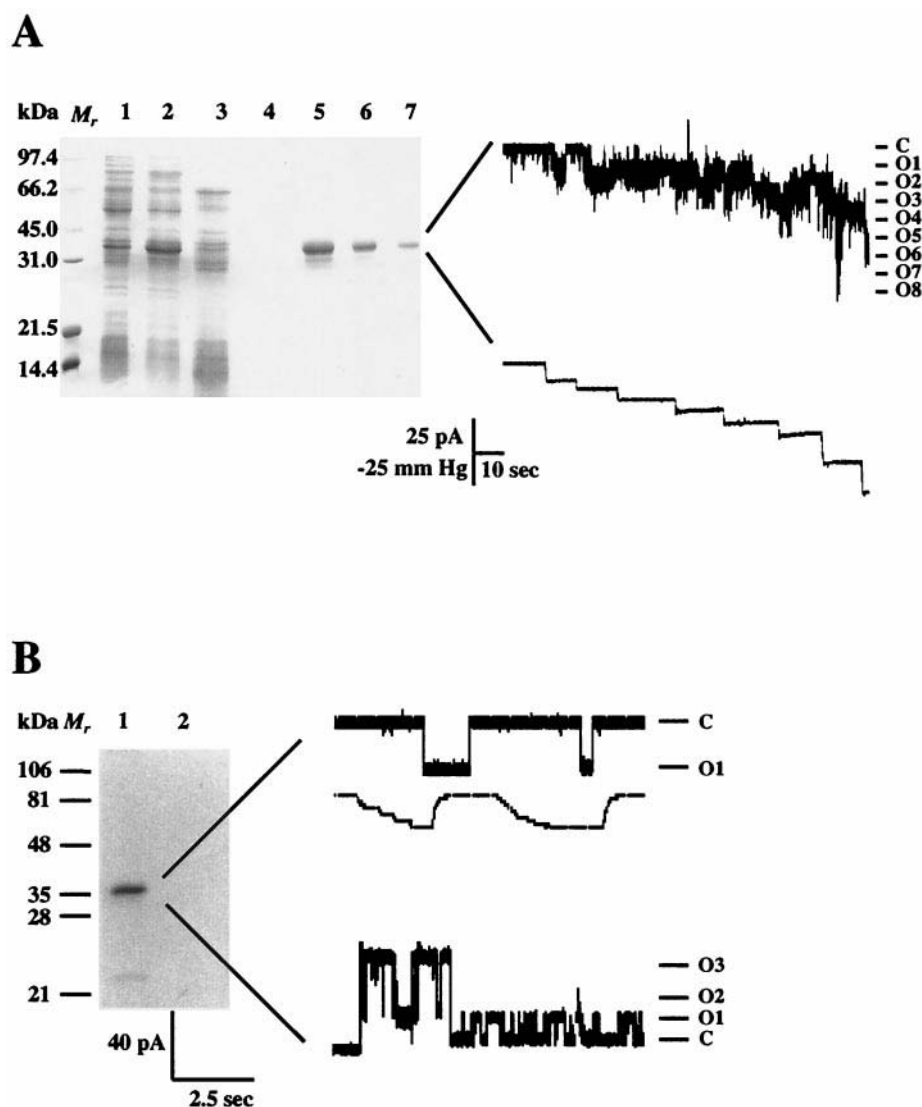 A
kDa Mr 1 2 3 4 5 6 7
97.4
66.2
45.0
31.0
21.5
14.4
C
O1
O2
O3
O4
O5
O6
O7
O8
25 pA
-25 mm Hg 10 sec
B
kDa Mr 1 2
106
81
48
35
28
21
C
O1
O3
O2
O1
C
40 pA
2.5 sec